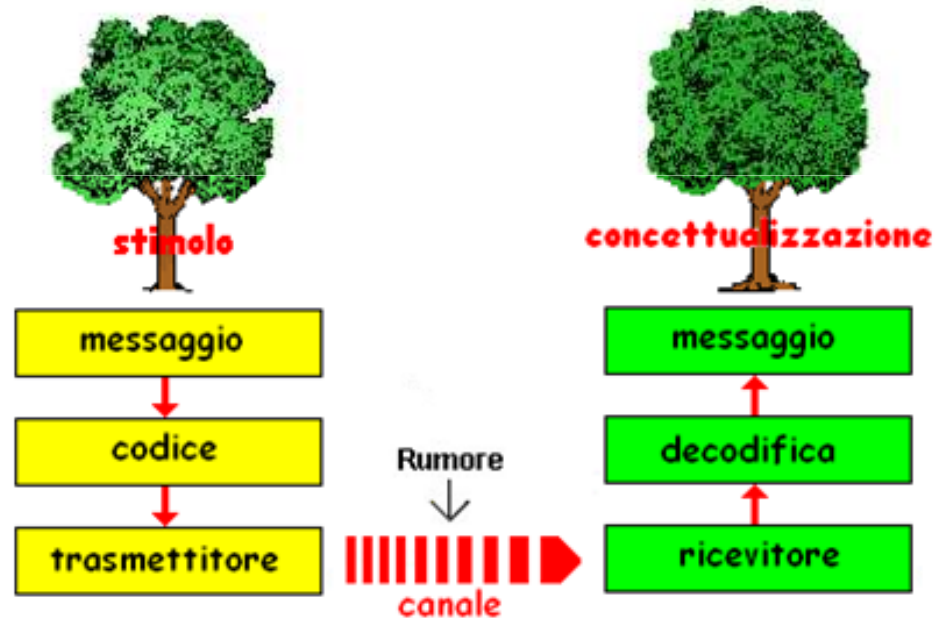 stimolo
messaggio
codice
trasmettitore
Rumore
canale
concettualizzazione
messaggio
decodifica
ricevitore